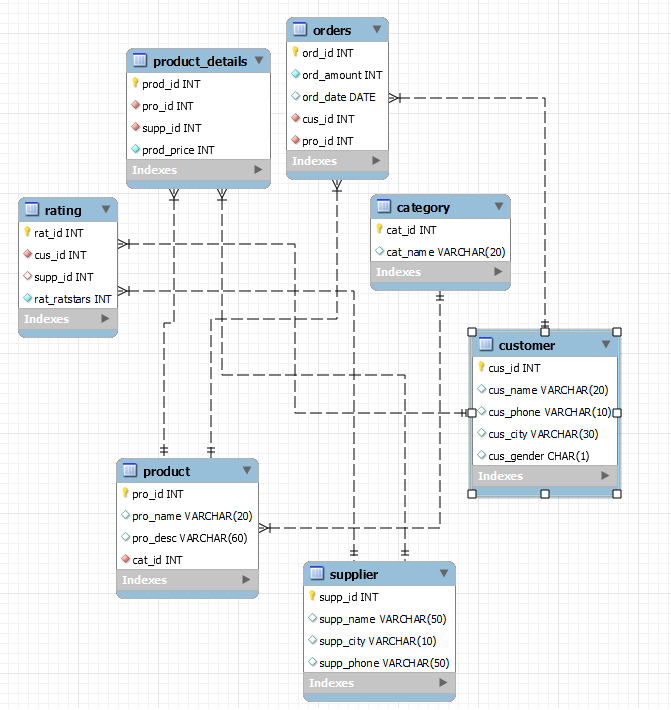 orders
ord_id INT
ord_amount INT
ord_date DATE
cus_id INT
pro_id INT
Indexes
product_details
prod_id INT
pro_id INT
supp_id INT
prod_price INT
Indexes
rating
rat_id INT
cus_id INT
supp_id INT
rat_ratstars INT
Indexes
category
cat_id INT
cat_name VARCHAR(20)
Indexes
customer
cus_id INT
cus_name VARCHAR(20)
cus_phone VARCHAR(10)
cus_city VARCHAR(30)
cus_gender CHAR(1)
Indexes
product
pro_id INT
pro_name VARCHAR(20)
pro_desc VARCHAR(60)
cat_id INT
Indexes
supplier
supp_id INT
supp_name VARCHAR(50)
supp_city VARCHAR(10)
supp_phone VARCHAR(50)
Indexes